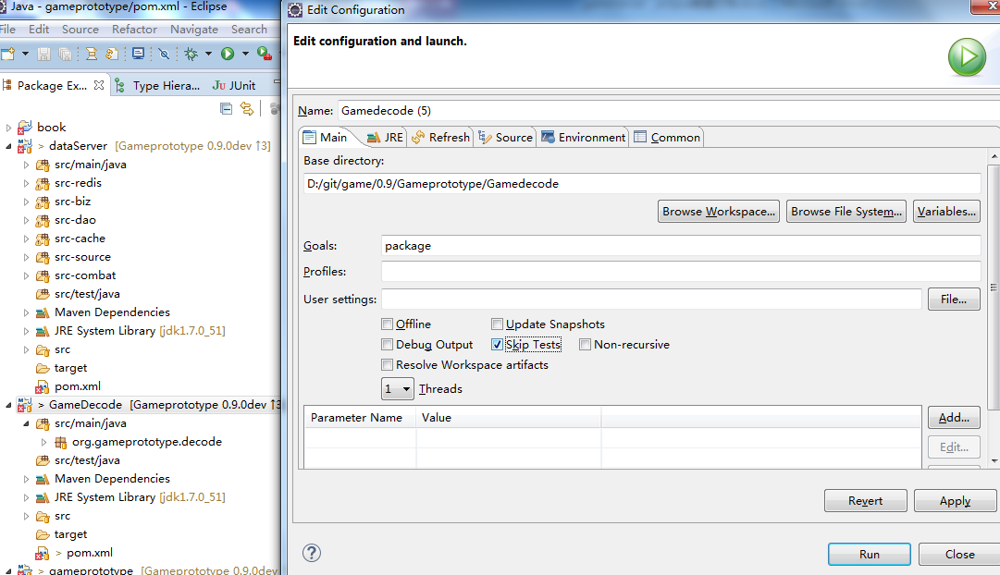 Java - gameprototype/pom.xml - Eclipse
File Edit Source Refactor Navigate Search
Package Ex... Type Hiera... JUnit
book
> dataServer [Gameprototype 0.9.0dev ↑3]
src/main/java
src-redis
src-biz
src-dao
src-cache
src-source
src-combat
src/test/java
Maven Dependencies
JRE System Library [jdk1.7.0_51]
src
target
pom.xml
> GameDecode [Gameprototype 0.9.0dev ↑3
src/main/java
org.gameprototype.decode
src/test/java
Maven Dependencies
JRE System Library [jdk1.7.0_51]
src
target
> pom.xml
> gameprototype [Gameprototype 0.9.0dev
Edit Configuration
Edit configuration and launch.
Name: Gamedecode (5)
Main JRE Refresh Source Environment Common
Base directory:
D:/git/game/0.9/Gameprototype/Gamedecode
Browse Workspace... Browse File System... Variables...
Goals: package
Profiles:
User settings: File...
Offline Update Snapshots
Debug Output Skip Tests Non-recursive
Resolve Workspace artifacts
1 Threads
Parameter Name Value Add...
Edit...
Revert Apply
? Run Close